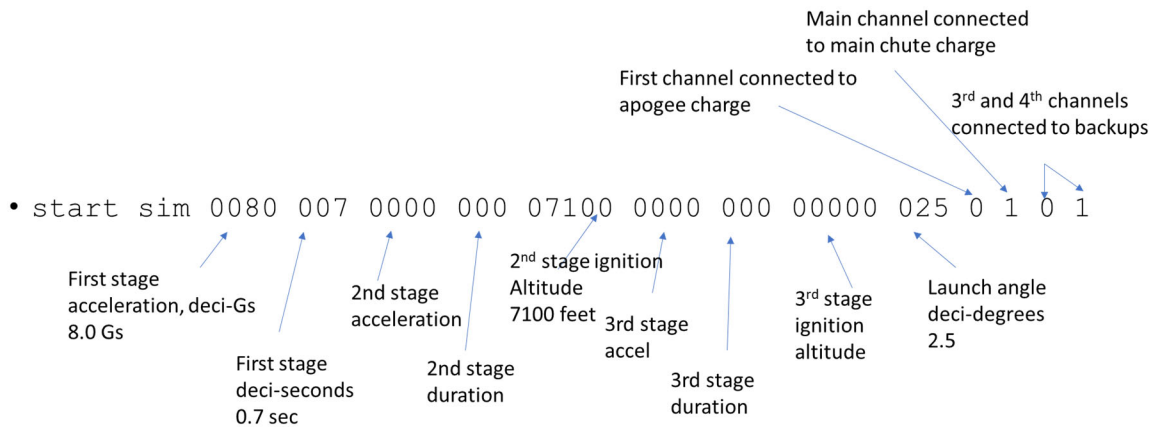 Main channel connected
to main chute charge
First channel connected to
apogee charge
3rd and 4th channels
connected to backups
• start sim 0080 007 0000 000 07100 0000 000 00000 025 0 1 0 1
First stage
acceleration, deci-Gs
8.0 Gs
First stage
deci-seconds
0.7 sec
2nd stage
acceleration
2nd stage
duration
2nd stage ignition
Altitude
7100 feet
3rd stage
accel
3rd stage
duration
3rd stage
ignition
altitude
Launch angle
deci-degrees
2.5